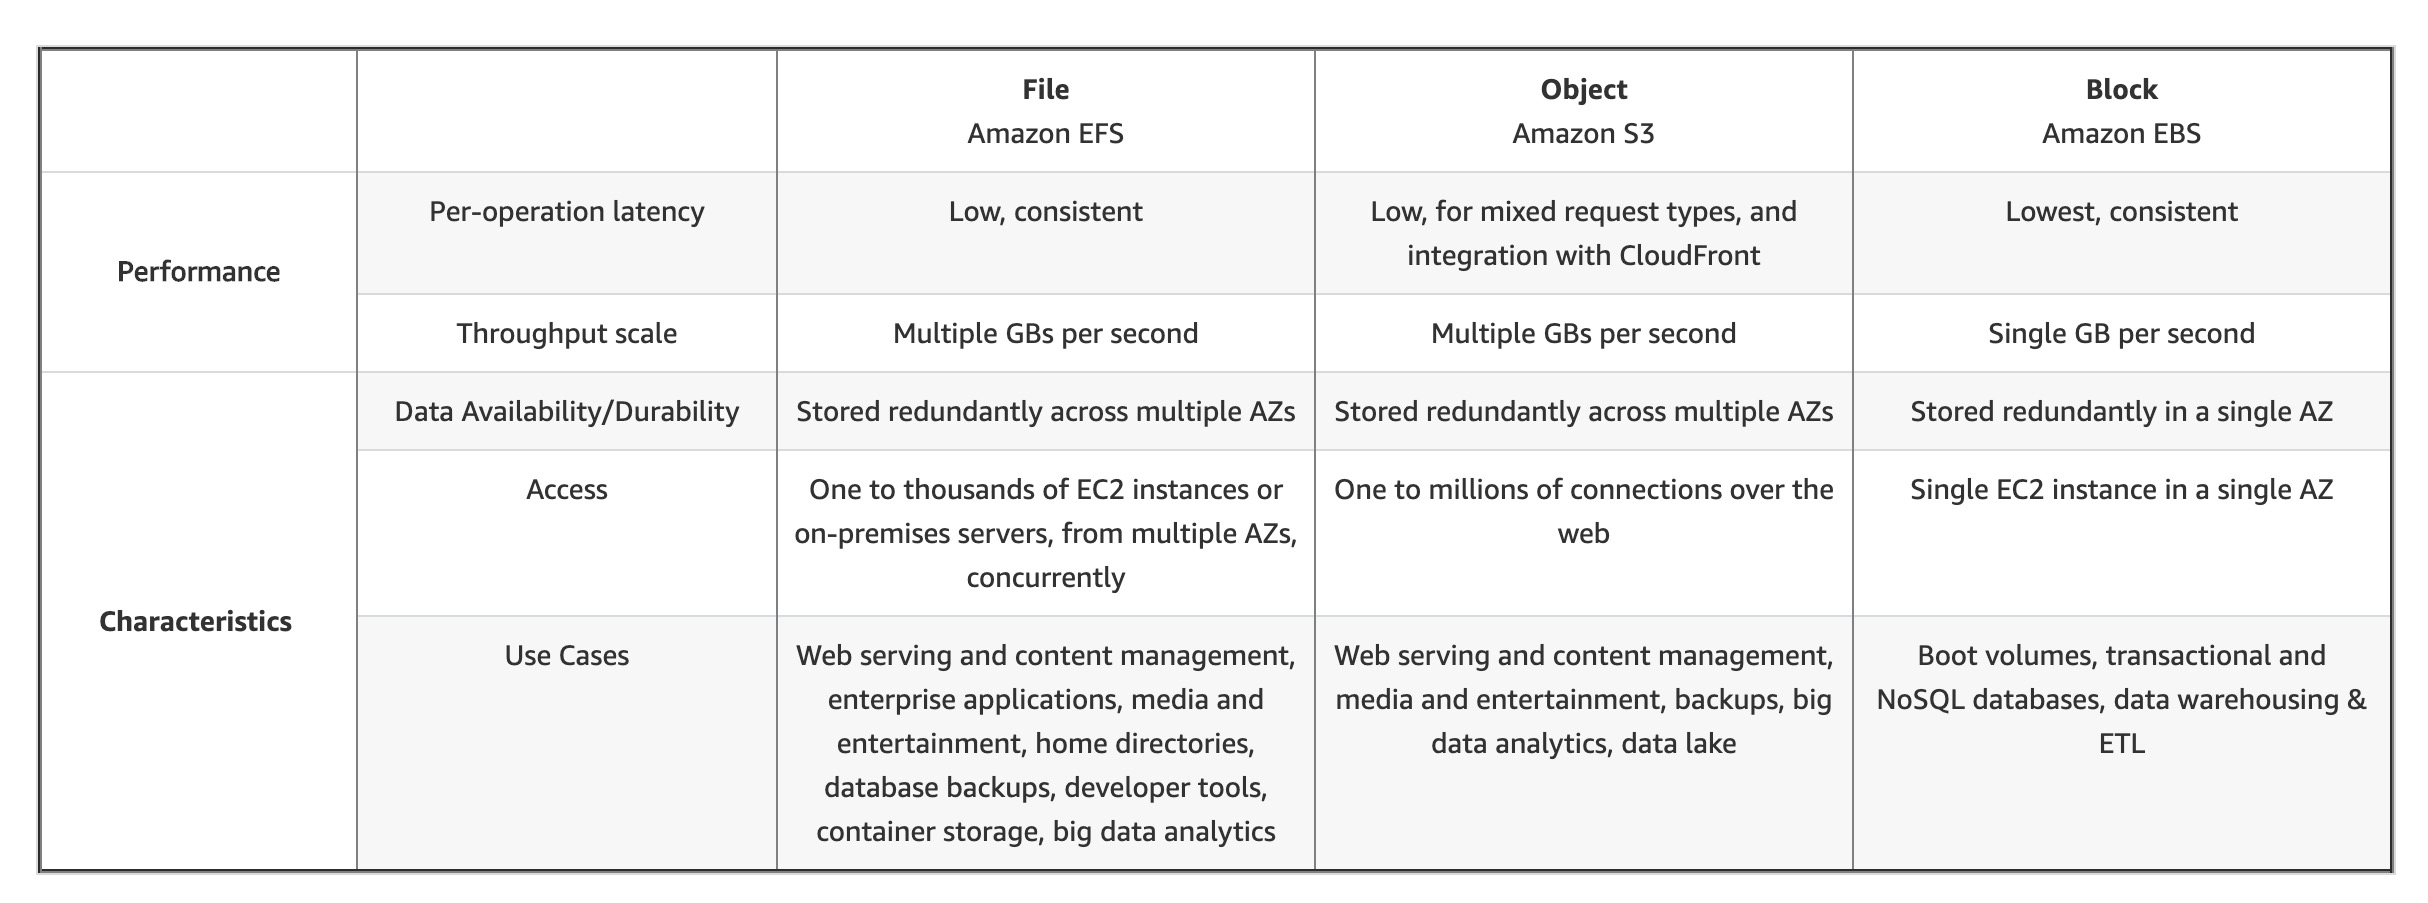 File
Amazon EFS
Object
Amazon S3
Block
Amazon EBS
Performance
Per-operation latency
Low, consistent
Low, for mixed request types, and
integration with CloudFront
Lowest, consistent
Throughput scale
Multiple GBs per second
Multiple GBs per second
Single GB per second
Characteristics
Data Availability/Durability
Stored redundantly across multiple AZs
Stored redundantly across multiple AZs
Stored redundantly in a single AZ
Access
One to thousands of EC2 instances or
on-premises servers, from multiple AZs,
concurrently
One to millions of connections over the
web
Single EC2 instance in a single AZ
Use Cases
Web serving and content management,
enterprise applications, media and
entertainment, home directories,
database backups, developer tools,
container storage, big data analytics
Web serving and content management,
media and entertainment, backups, big
data analytics, data lake
Boot volumes, transactional and
NoSQL databases, data warehousing &
ETL